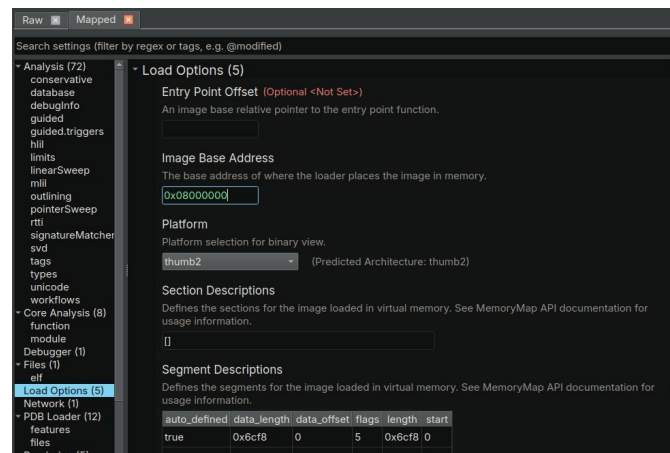 Raw
Mapped
Search settings (filter by regex or tags, e.g. @modified)
Analysis (72)
conservative
database
debugInfo
guided
guided.triggers
hlil
limits
linearSweep
mlil
outlining
pointerSweep
rtti
signatureMatcher
svd
tags
types
unicode
workflows
Core Analysis (8)
function
module
Debugger (1)
Files (1)
elf
Load Options (5)
Network (1)
PDB Loader (12)
features
files
Load Options (5)
Entry Point Offset (Optional <Not Set>)
An image base relative pointer to the entry point function.
Image Base Address
The base address of where the loader places the image in memory.
0x08000000
Platform
Platform selection for binary view.
thumb2 (Predicted Architecture: thumb2)
Section Descriptions
Defines the sections for the image loaded in virtual memory. See MemoryMap API documentation for
usage information.
[]
Segment Descriptions
Defines the segments for the image loaded in virtual memory. See MemoryMap API documentation for
usage information.
auto_defined data_length data_offset flags length start
true 0x6cf8 0 5 0x6cf8 0